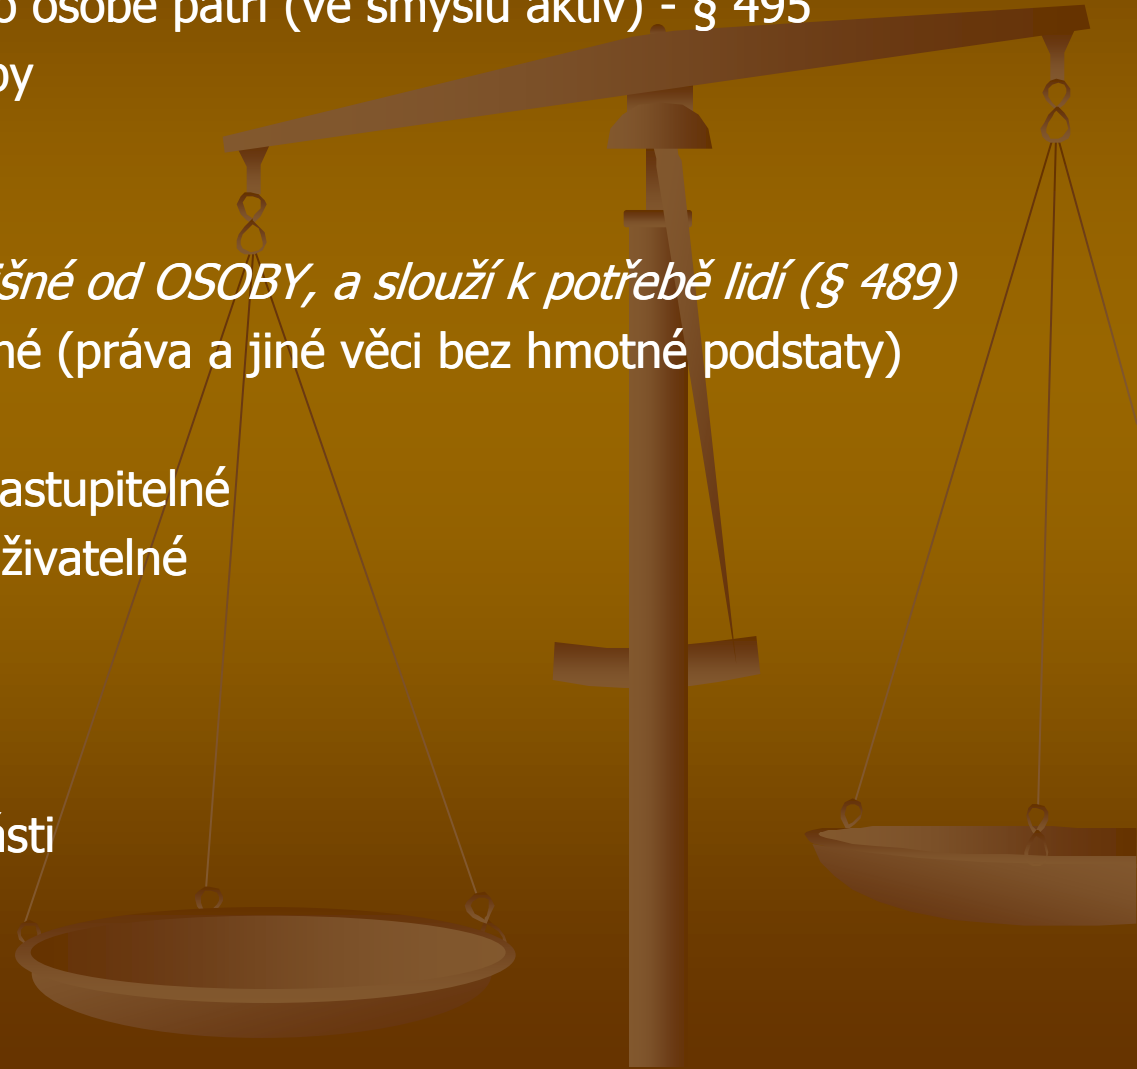 o osobě patří (ve smyslu aktiv) - § 495
by
išné od OSOBY, a slouží k potřebě lidí (§ 489)
né (práva a jiné věci bez hmotné podstaty)
astupitelné
živatelné
ásti